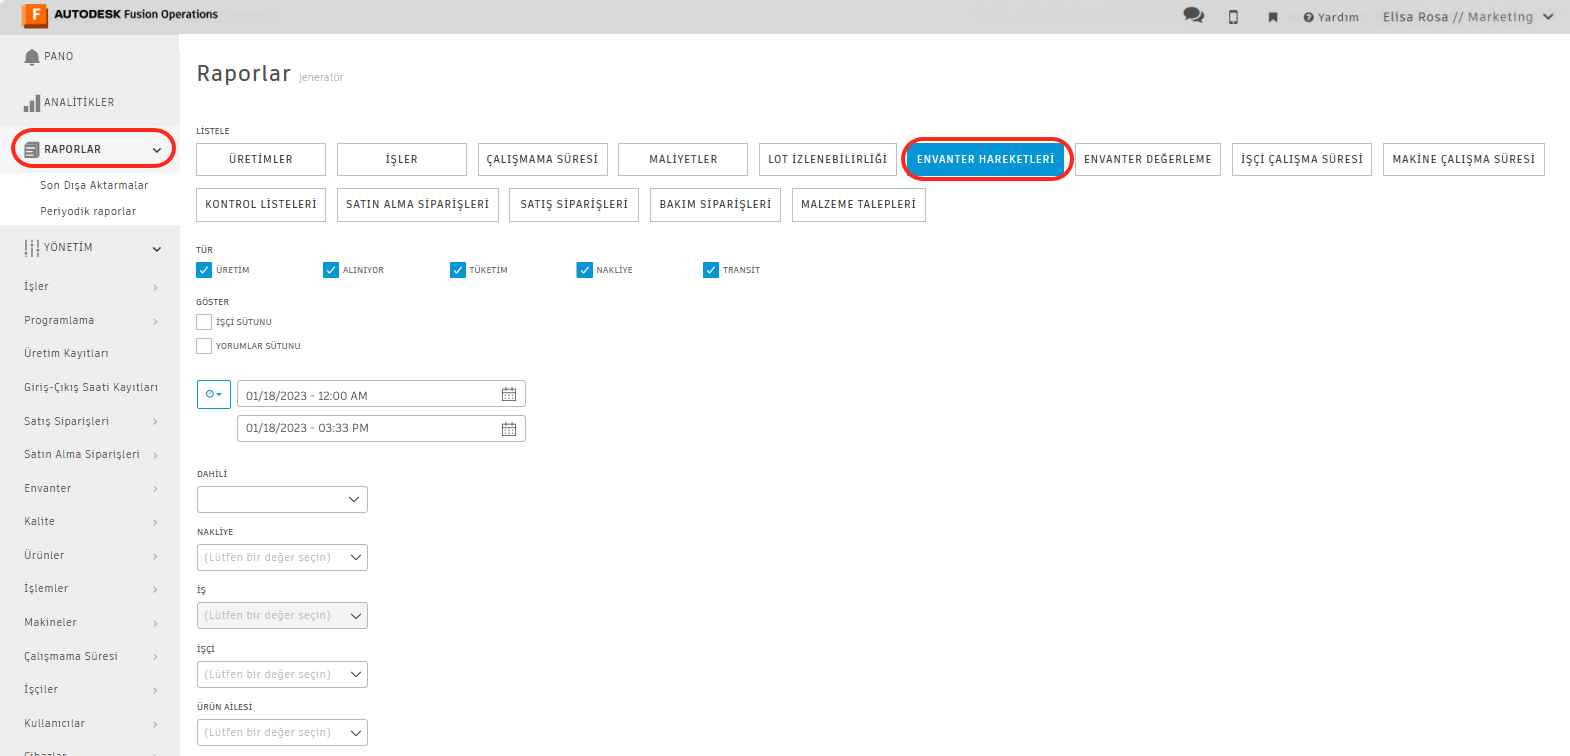 AUTODESK Fusion Operations
Yardım
Elisa Rosa // Marketing
PANO
ANALİTİKLER
RAPORLAR
Son Dışa Aktarmalar
Periyodik raporlar
YÖNETİM
İşler
Programlama
Üretim Kayıtları
Giriş-Çıkış Saati Kayıtları
Satış Siparişleri
Satın Alma Siparişleri
Envanter
Kalite
Ürünler
İşlemler
Makineler
Çalışmama Süresi
İşçiler
Kullanıcılar
Cihazlar
Raporlar jeneratör
LİSTELE
ÜRETİMLER İŞLER ÇALIŞMAMA SÜRESİ MALİYETLER LOT İZLENEBİLİRLİĞİ ENVANTER HAREKETLERİ ENVANTER DEĞERLEME İŞÇİ ÇALIŞMA SÜRESİ MAKİNE ÇALIŞMA SÜRESİ
KONTROL LİSTELERİ SATIN ALMA SİPARİŞLERİ SATIŞ SİPARİŞLERİ BAKIM SİPARİŞLERİ MALZEME TALEPLERİ
TÜR
ÜRETİM ALINIYOR TÜKETİM NAKLİYE TRANSİT
GÖSTER
İŞÇİ SÜTUNU
YORUMLAR SÜTUNU
01/18/2023 - 12:00 AM
01/18/2023 - 03:33 PM
DAHİLİ
NAKLİYE
(Lütfen bir değer seçin)
İŞ
(Lütfen bir değer seçin)
İŞÇİ
(Lütfen bir değer seçin)
ÜRÜN AİLESİ
(Lütfen bir değer seçin)